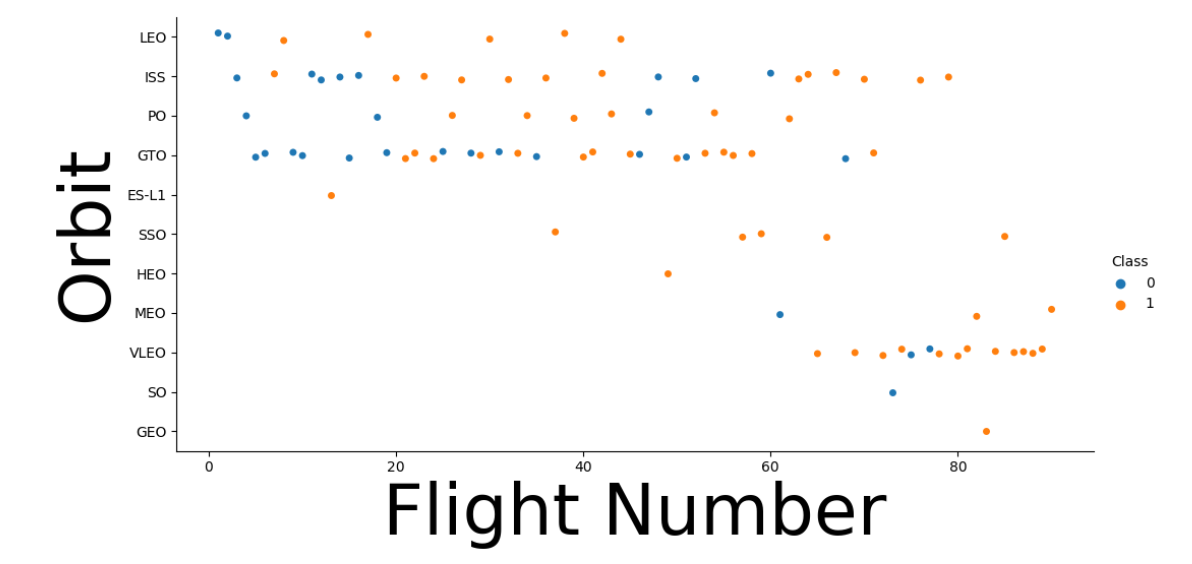 LEO
ISS
PO
GTO
ES-L1
SSO
HEO
MEO
VLEO
SO
GEO
Orbit
0 20 40 60 80
Flight Number
Class
0
1